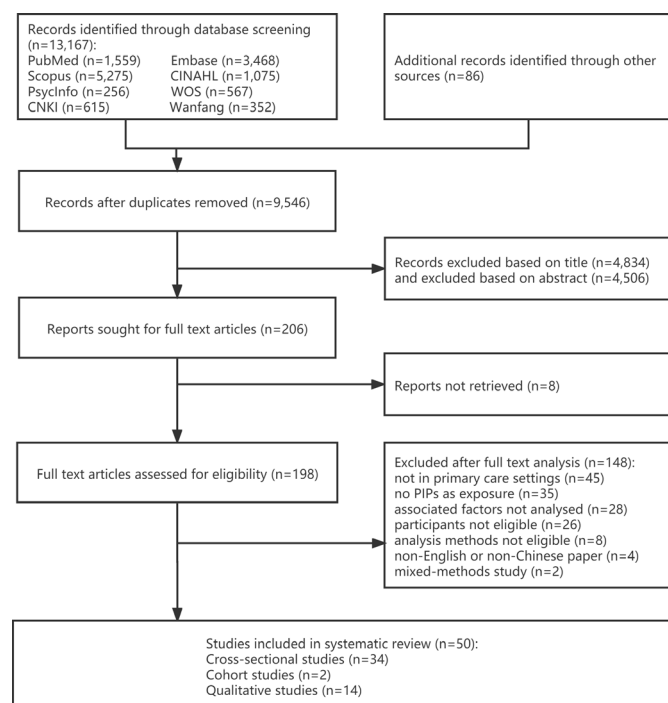 Records identified through database screening
(n=13,167):
PubMed (n=1,559) Embase (n=3,468)
Scopus (n=5,275) CINAHL (n=1,075)
PsycInfo (n=256) WOS (n=567)
CNKI (n=615) Wanfang (n=352)
Additional records identified through other
sources (n=86)
Records after duplicates removed (n=9,546)
Records excluded based on title (n=4,834)
and excluded based on abstract (n=4,506)
Reports sought for full text articles (n=206)
Reports not retrieved (n=8)
Full text articles assessed for eligibility (n=198)
Excluded after full text analysis (n=148):
not in primary care settings (n=45)
no PIPs as exposure (n=35)
associated factors not analysed (n=28)
participants not eligible (n=26)
analysis methods not eligible (n=8)
non-English or non-Chinese paper (n=4)
mixed-methods study (n=2)
Studies included in systematic review (n=50):
Cross-sectional studies (n=34)
Cohort studies (n=2)
Qualitative studies (n=14)